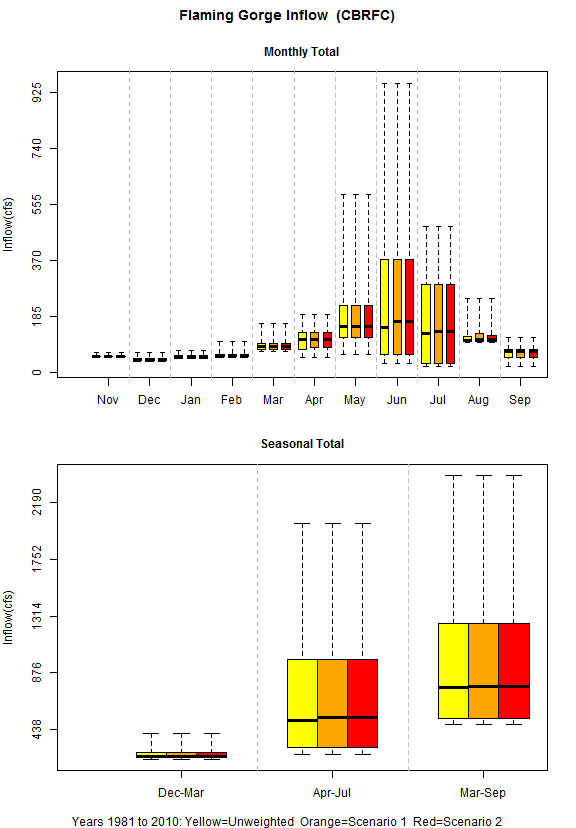 Flaming Gorge Inflow (CBRFC)
Monthly Total
Inflow(cfs)
925
740
555
370
185
0
Nov Dec Jan Feb Mar Apr May Jun Jul Aug Sep
Seasonal Total
Inflow(cfs)
2190
1752
1314
876
438
Dec-Mar Apr-Jul Mar-Sep
Years 1981 to 2010: Yellow=Unweighted Orange=Scenario 1 Red=Scenario 2